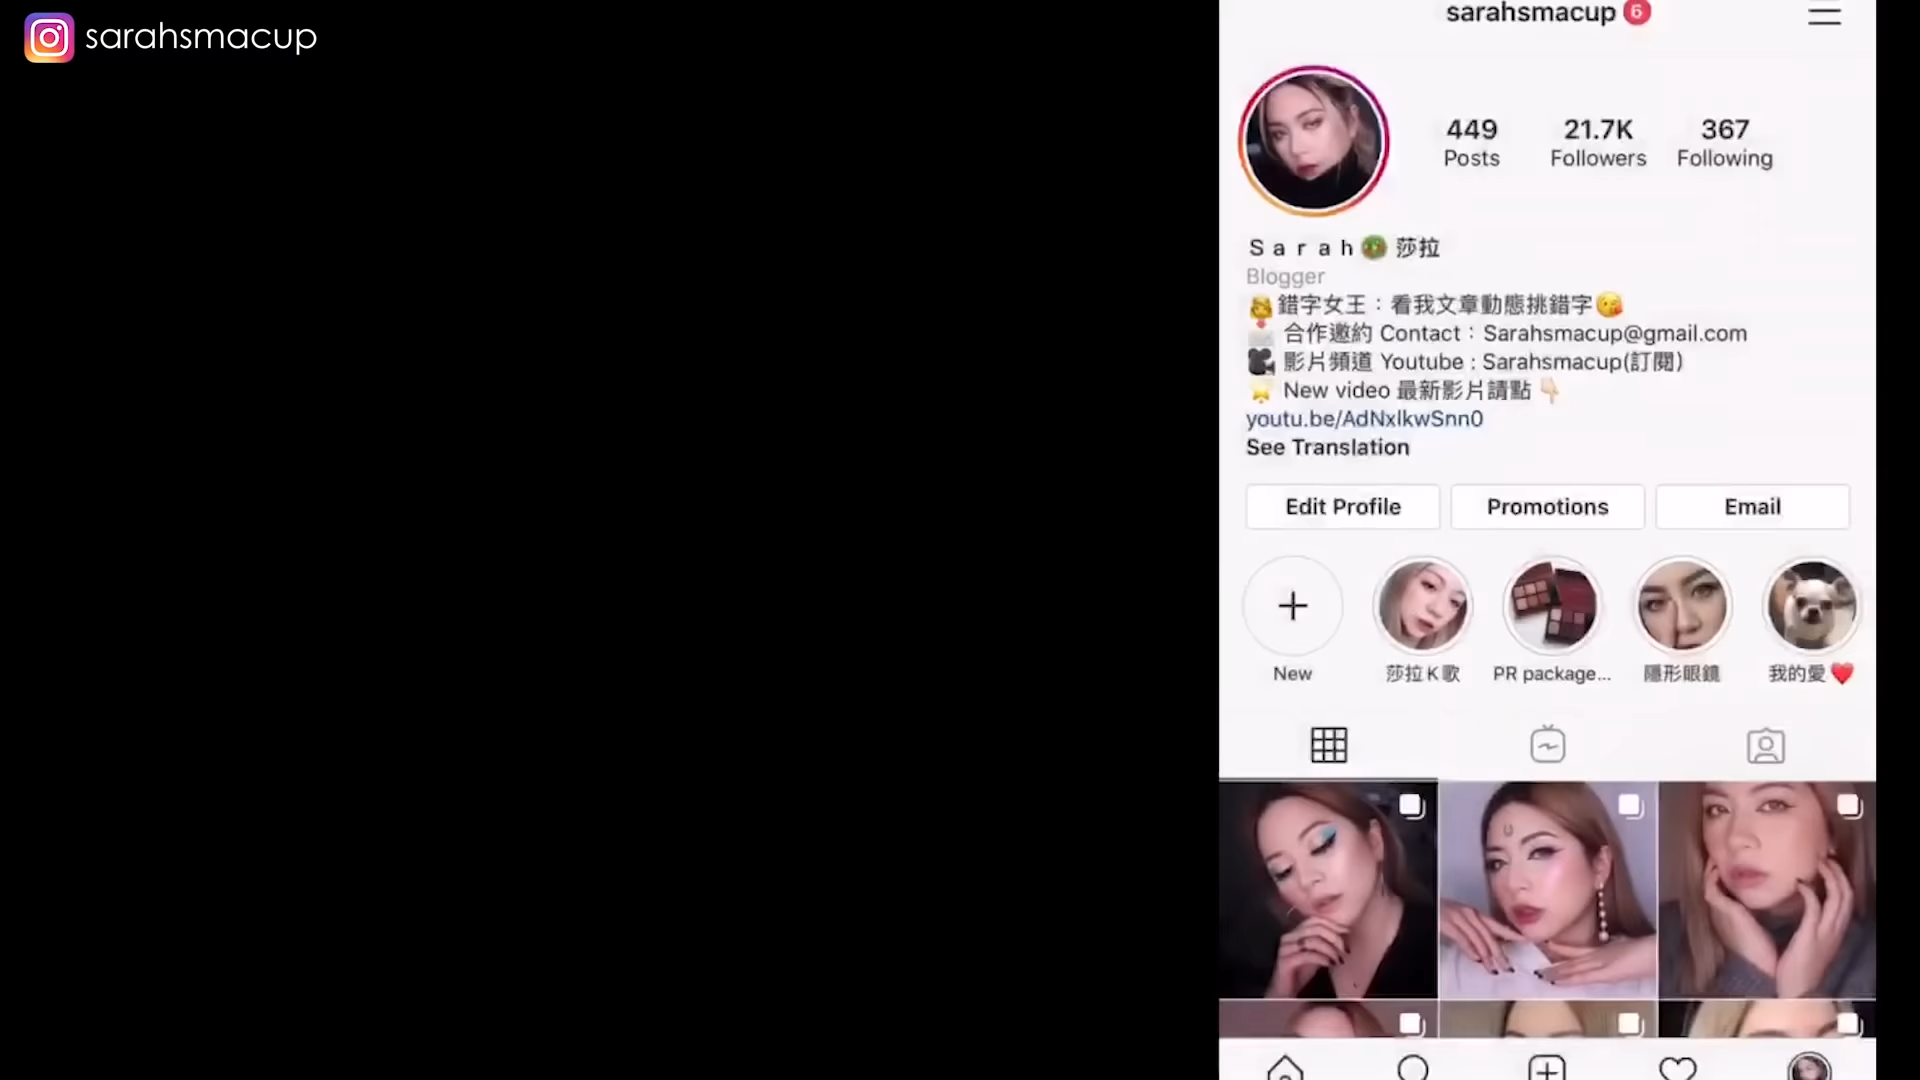 sarahsmacup
sarahsmacup 6
449 21.7K 367
Posts Followers Following
Sarah 莎拉
Blogger
錯字女王：看我文章動態挑錯字
合作邀約 Contact：Sarahsmacup@gmail.com
影片頻道 Youtube : Sarahsmacup(訂閱)
New video 最新影片請點
youtu.be/AdNxlkwSnn0
See Translation
Edit Profile Promotions Email
New 莎拉K歌 PR package... 隱形眼鏡 我的愛